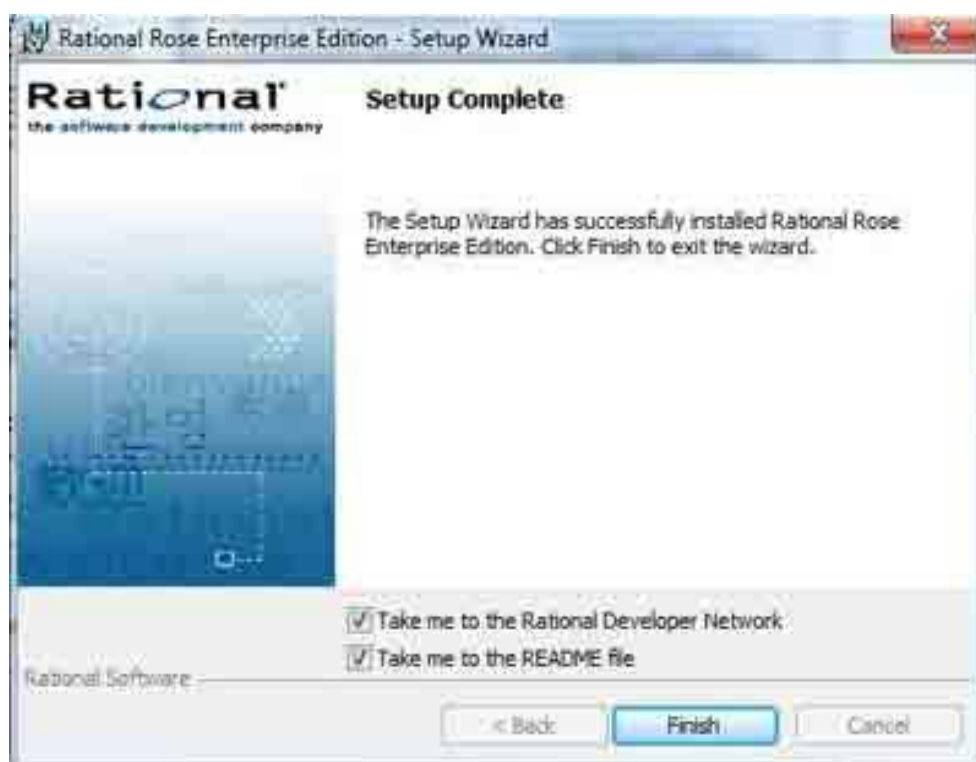 Rational Rose Enterprise Edition - Setup Wizard
Rational
the software development company
Setup Complete
The Setup Wizard has successfully installed Rational Rose
Enterprise Edition. Click Finish to exit the wizard.
Take me to the Rational Developer Network
Take me to the README file
Rational Software
< Back
Finish
Cancel